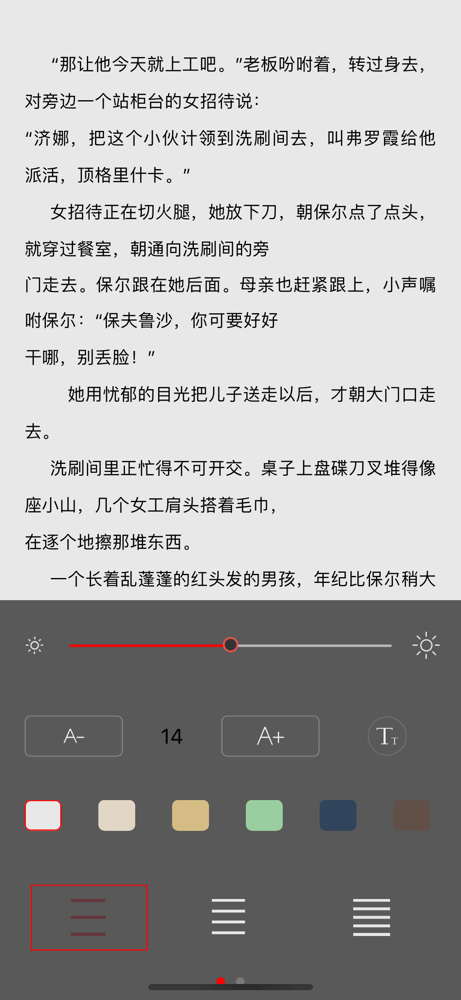 “那让他今天就上工吧。”老板吩咐着，转过身去，
对旁边一个站柜台的女招待说：
“济娜，把这个小伙计领到洗刷间去，叫弗罗霞给他
派活，顶格里什卡。”
女招待正在切火腿，她放下刀，朝保尔点了点头，
就穿过餐室，朝通向洗刷间的旁
门走去。保尔跟在她后面。母亲也赶紧跟上，小声嘱
咐保尔：“保夫鲁沙，你可要好好
干哪，别丢脸！”
她用忧郁的目光把儿子送走以后，才朝大门口走
去。
洗刷间里正忙得不可开交。桌子上盘碟刀叉堆得像
座小山，几个女工肩头搭着毛巾，
在逐个地擦那堆东西。
一个长着乱蓬蓬的红头发的男孩，年纪比保尔稍大
A- 14 A+ TT